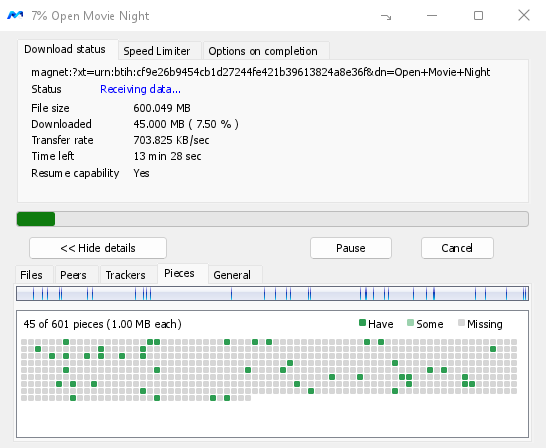 7% Open Movie Night
Download status Speed Limiter Options on completion
magnet:?xt=urn:btih:cf9e26b9454cb1d27244fe421b39613824a8e36f&dn=Open+Movie+Night
Status Receiving data...
File size 600.049 MB
Downloaded 45.000 MB ( 7.50 % )
Transfer rate 703.825 KB/sec
Time left 13 min 28 sec
Resume capability Yes
<< Hide details Pause Cancel
Files Peers Trackers Pieces General
45 of 601 pieces (1.00 MB each) Have Some Missing